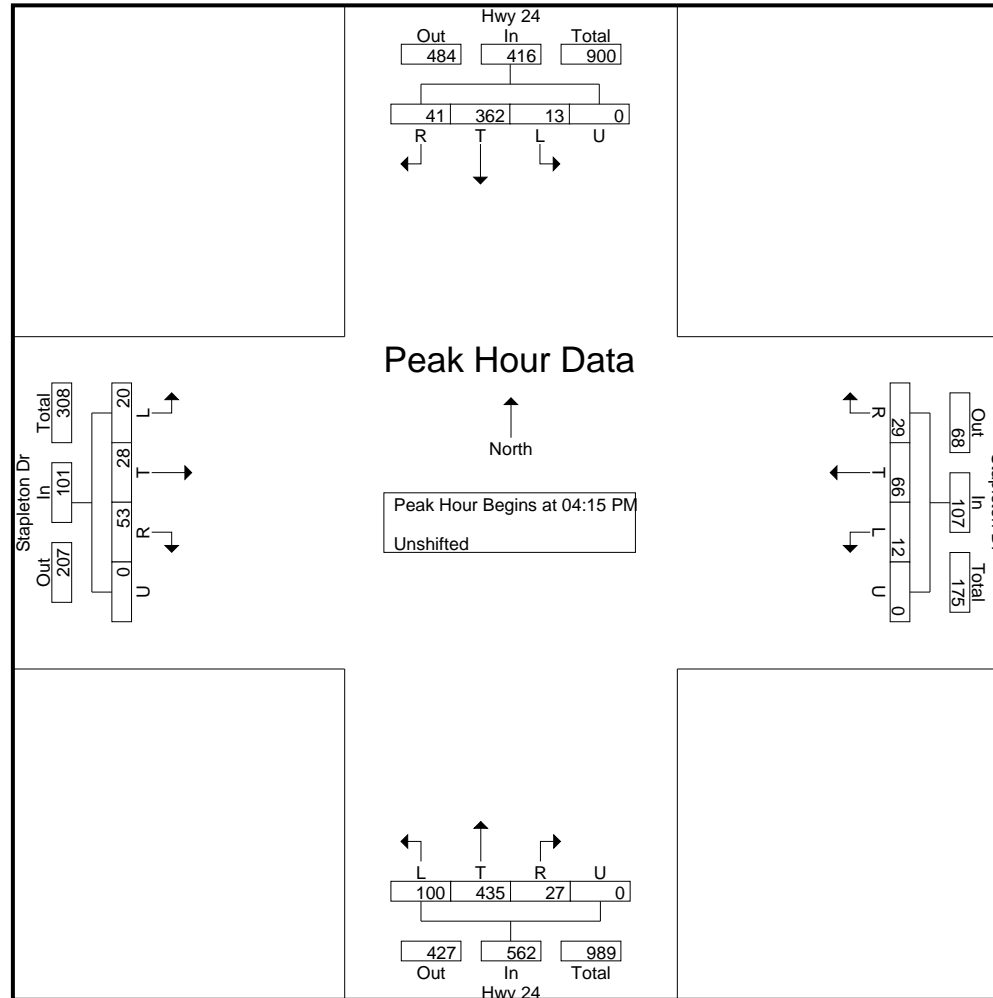 Hwy 24
Out In Total
484 416 900
41 362 13 0
R T L U
Peak Hour Data
North
Peak Hour Begins at 04:15 PM
Unshifted
Stapleton Dr
Total In Out
308 101 207
20 28 53 0
L T R U
Out In Total
68 107 175
29 66 12 0
R T L U
L T R U
100 435 27 0
427 562 989
Out In Total
Hwy 24